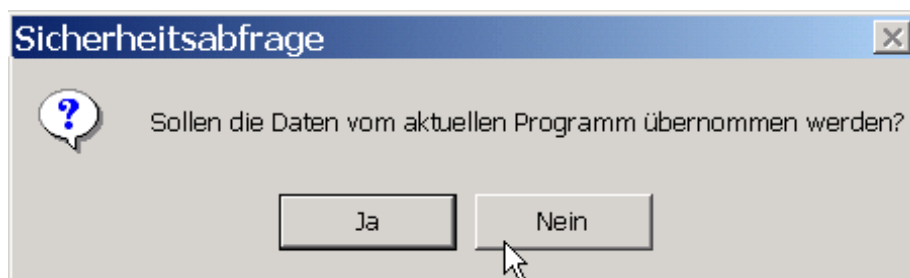 Sicherheitsabfrage
Sollen die Daten vom aktuellen Programm übernommen werden?
Ja
Nein